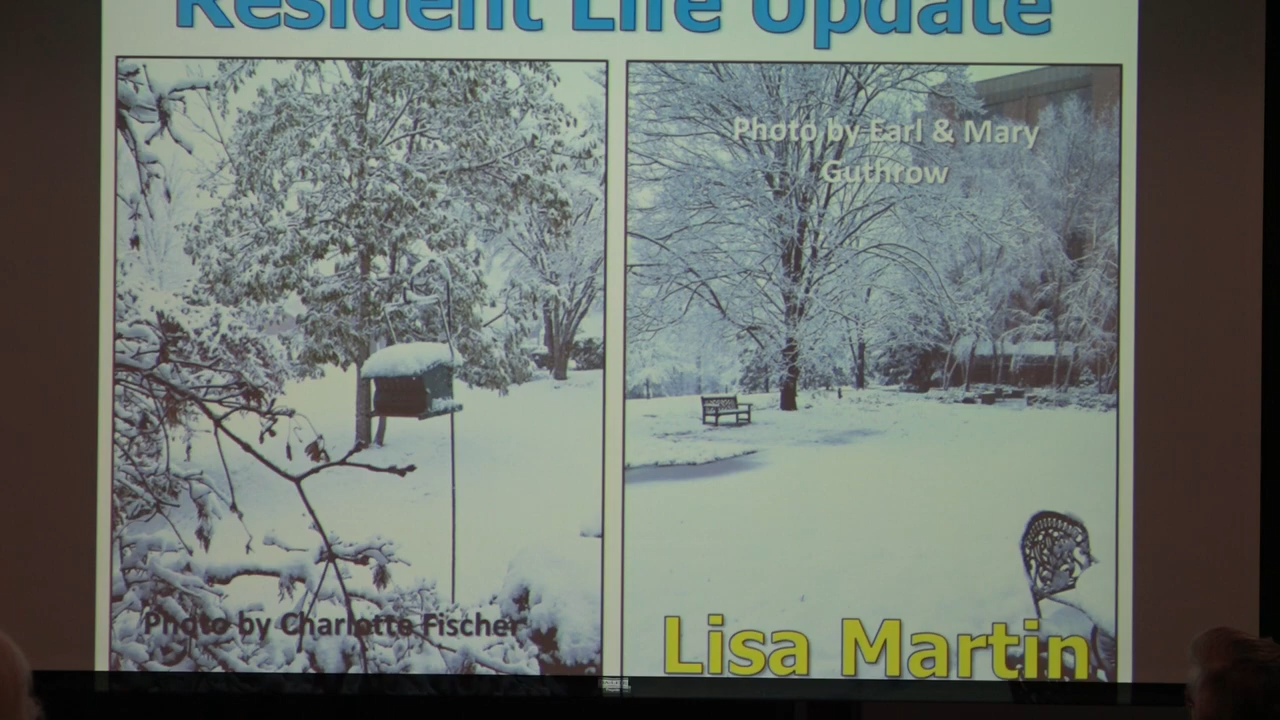 Resident Life Update
Photo by Earl & Mary
Guthrow
Photo by Charlotte Fischer
Lisa Martin